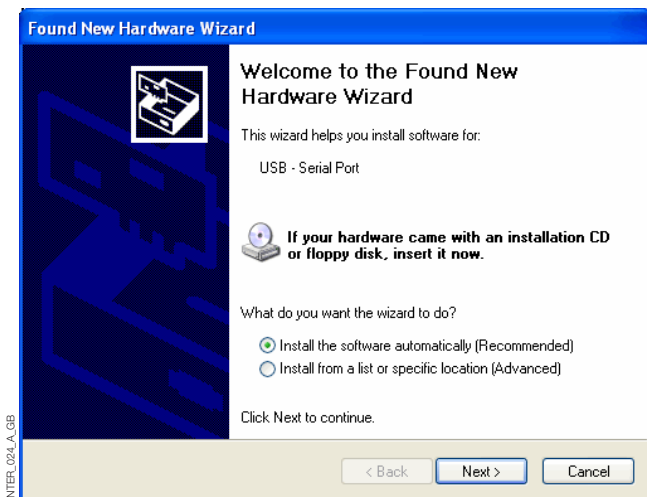 Found New Hardware Wizard
Welcome to the Found New
Hardware Wizard
This wizard helps you install software for:
USB - Serial Port
If your hardware came with an installation CD
or floppy disk, insert it now.
What do you want the wizard to do?
Install the software automatically (Recommended)
Install from a list or specific location (Advanced)
Click Next to continue.
< Back
Next >
Cancel
NTER_024_A_GB